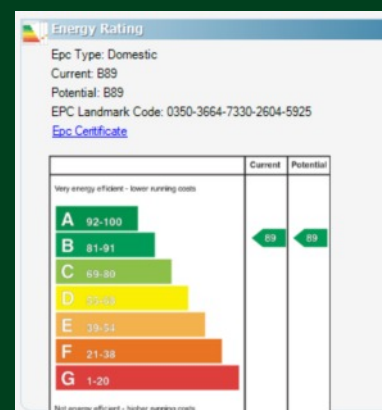 Energy Rating
Epc Type: Domestic
Current: B89
Potential: B89
EPC Landmark Code: 0350-3664-7330-2604-5925
Epc Certificate
Current Potential
Very energy efficient - lower running costs
A 92-100
B 81-91 89 89
C 69-80
D 55-68
E 39-54
F 21-38
G 1-20
Not energy efficient - higher running costs